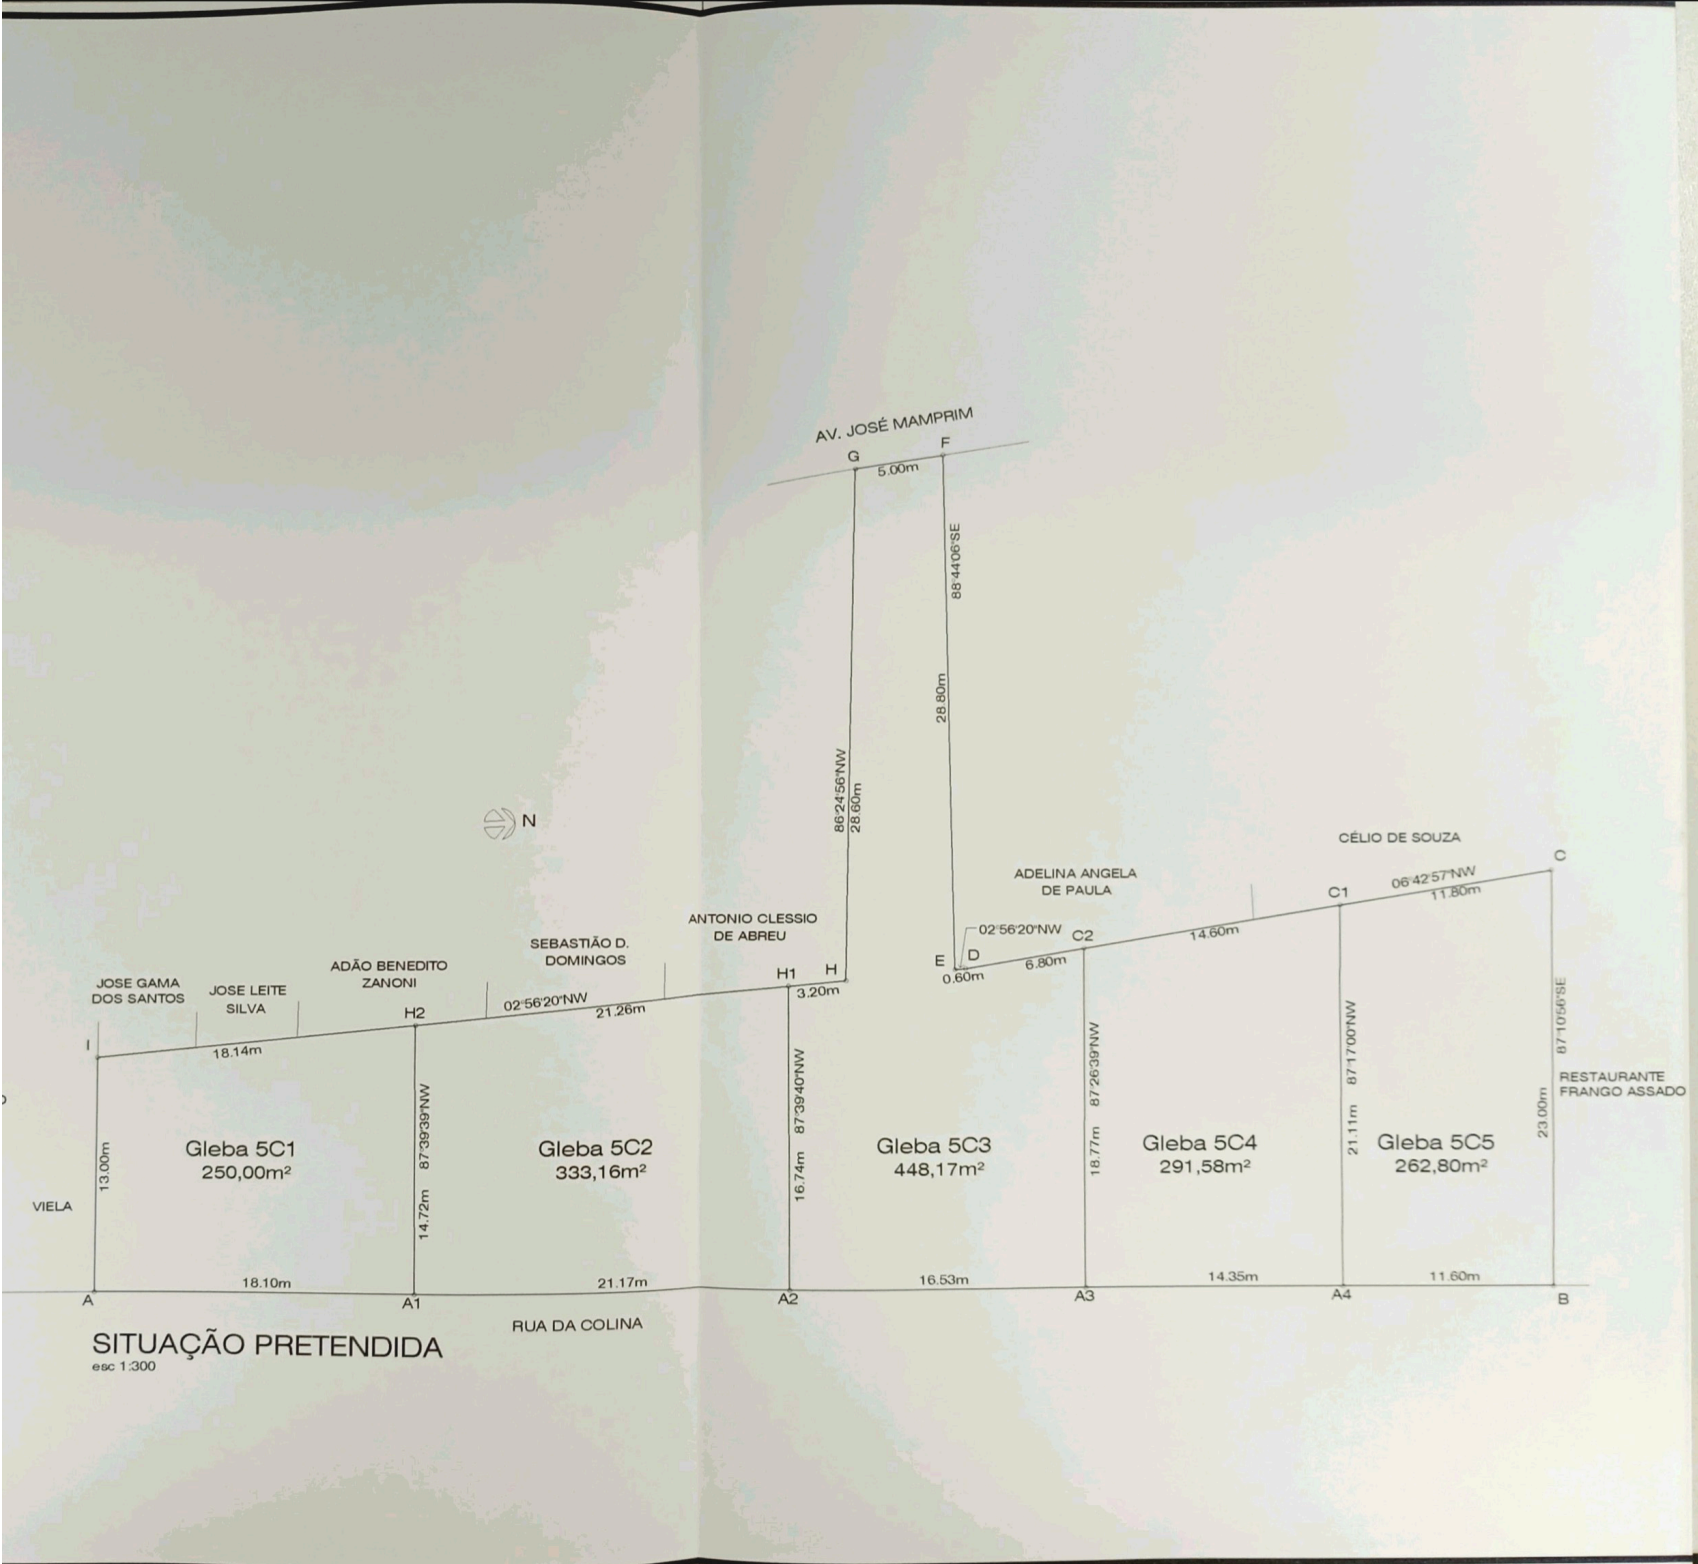 AV. JOSÉ MAMPRIM
G
F
5.00m
88°44'06"SE
28.80m
86°24'56"NW
28.60m
N
CÉLIO DE SOUZA
C
06°42'57"NW
11.80m
ADELINA ANGELA
DE PAULA
C1
02°56'20"NW
C2
14.60m
E
D
0.60m
6.80m
ANTONIO CLESSIO
DE ABREU
H1
H
3.20m
SEBASTIÃO D.
DOMINGOS
02°56'20"NW
21.26m
ADÃO BENEDITO
ZANONI
H2
JOSE GAMA
DOS SANTOS
JOSE LEITE
SILVA
I
18.14m
13.00m
VIELA
Gleba 5C1
250,00m²
14.72m 87°39'39"NW
Gleba 5C2
333,16m²
16.74m 87°39'40"NW
Gleba 5C3
448,17m²
18.77m 87°26'39"NW
Gleba 5C4
291,58m²
21.11m 87°17'00"NW
Gleba 5C5
262,80m²
23.00m
87°10'56"SE
RESTAURANTE
FRANGO ASSADO
18.10m
21.17m
16.53m
14.35m
11.60m
A
A1
A2
A3
A4
B
RUA DA COLINA
SITUAÇÃO PRETENDIDA
esc 1:300